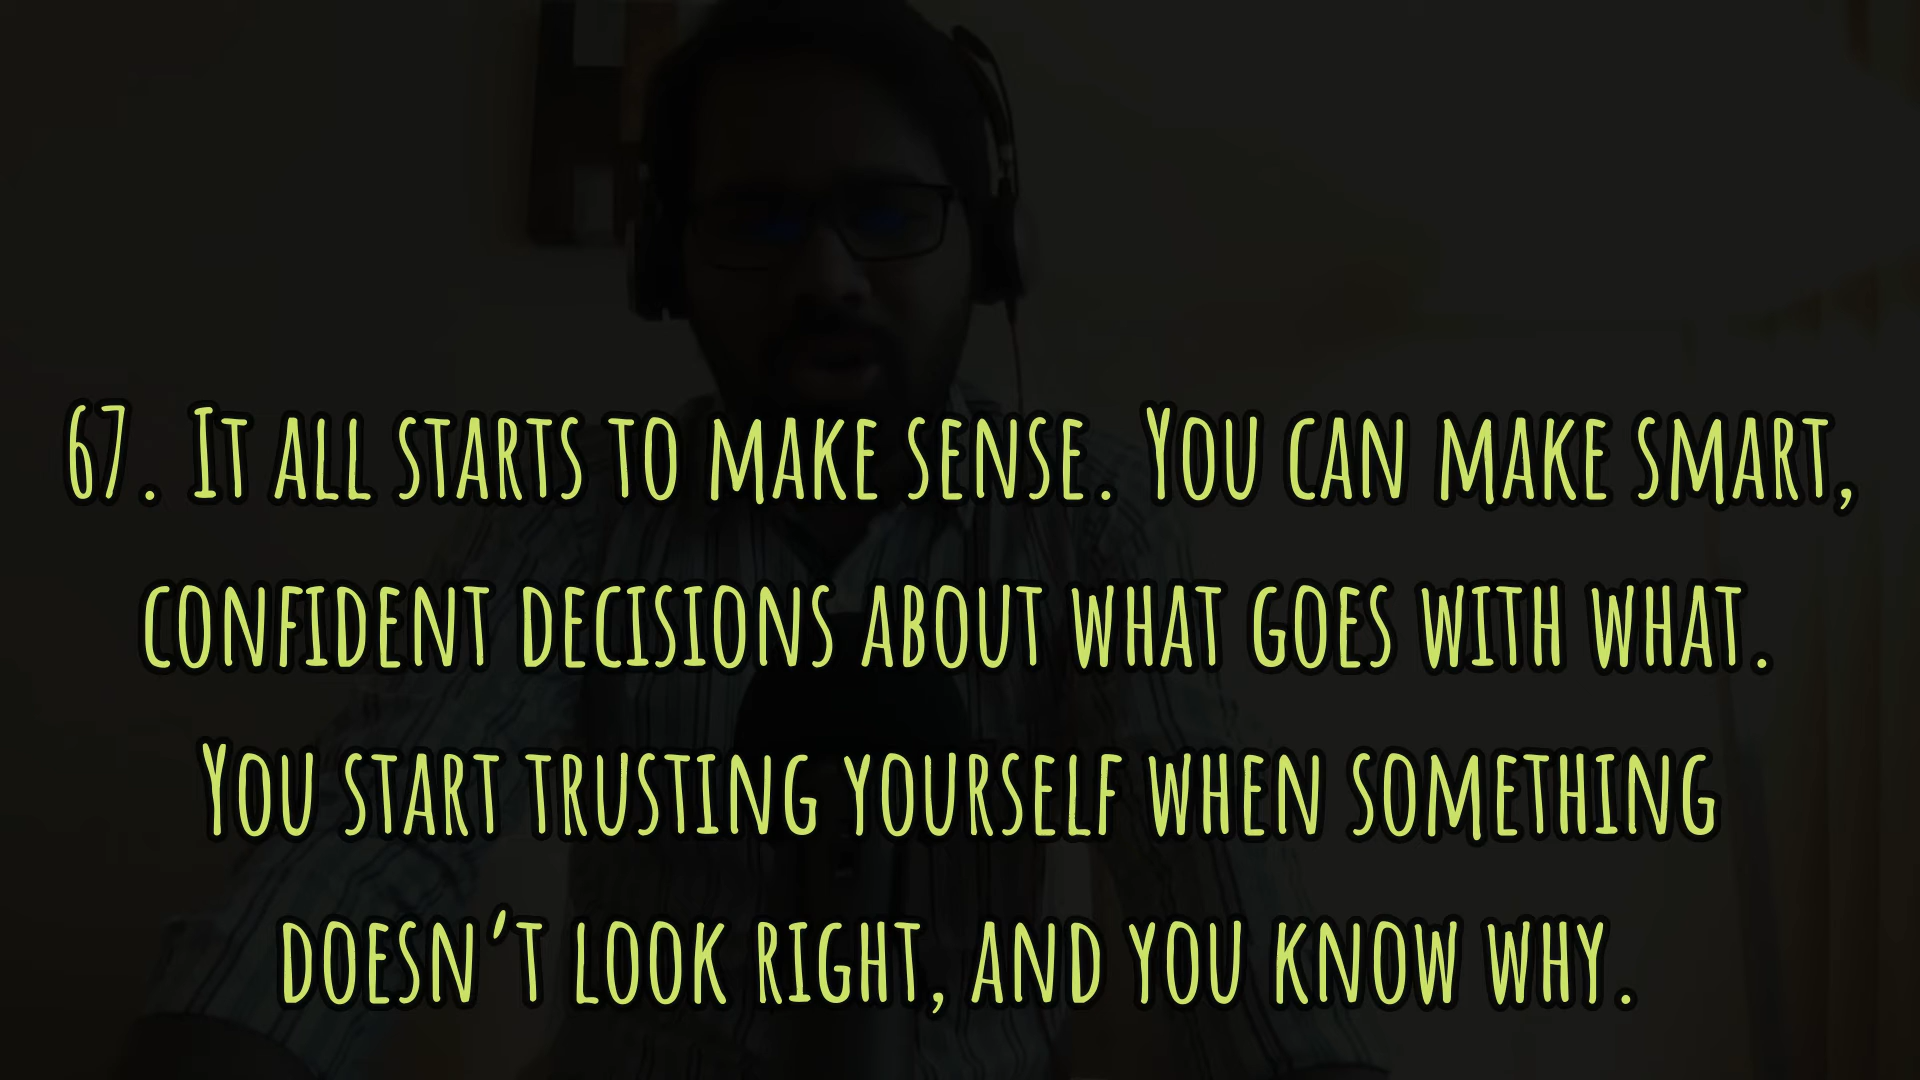 67. It all starts to make sense. You can make smart,
confident decisions about what goes with what.
You start trusting yourself when something
doesn’t look right, and you know why.